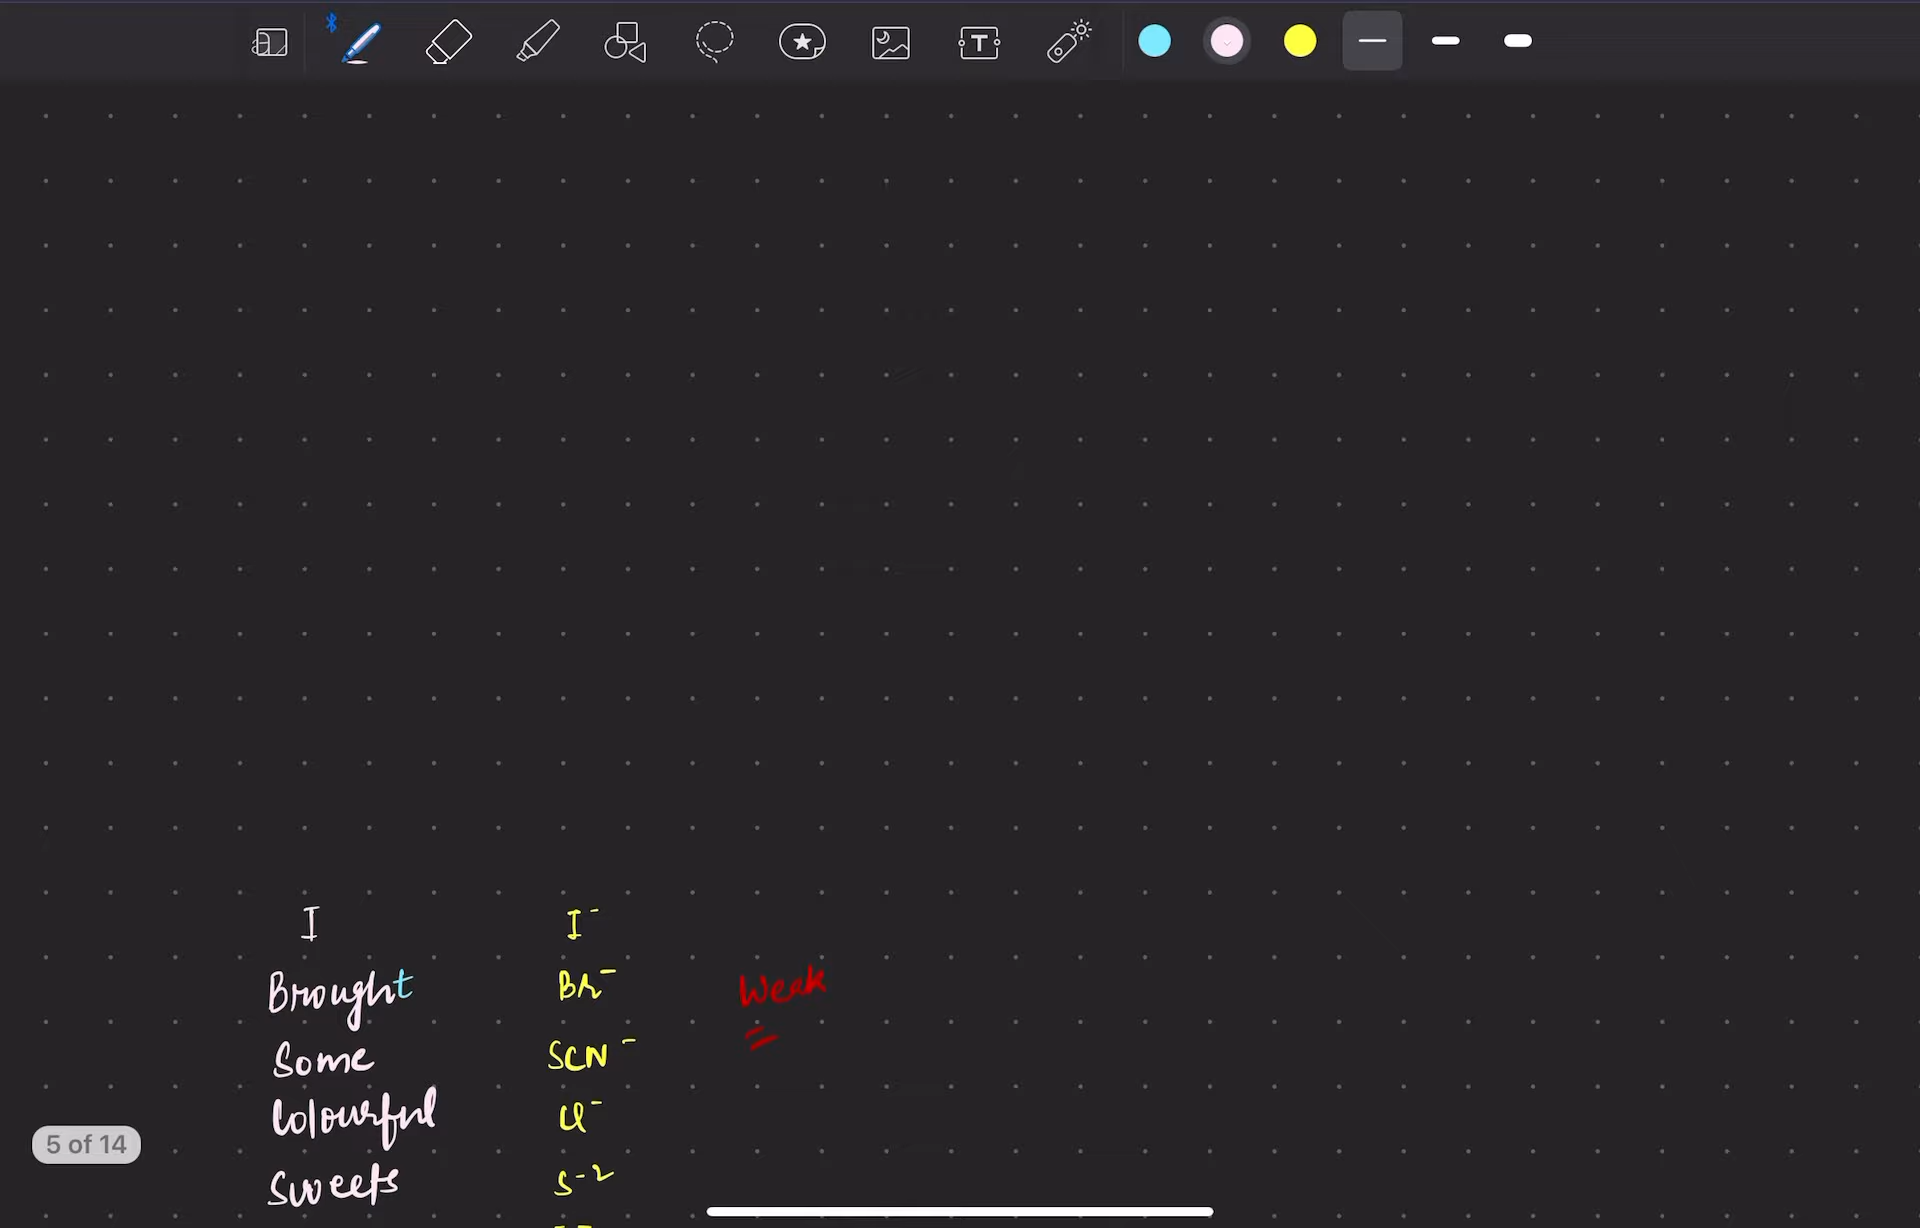 I I⁻
Brought Br⁻ Weak
Some SCN⁻
Colourful Cl⁻
5 of 14
Sweets S⁻²